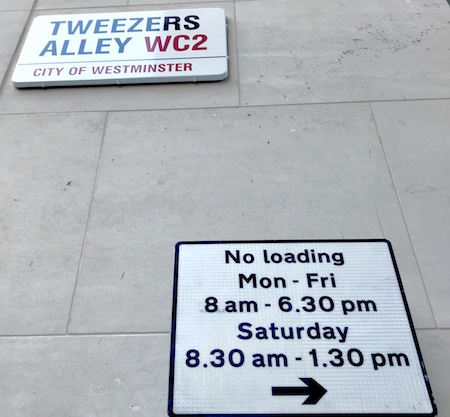 TWEEZERS
ALLEY WC2
CITY OF WESTMINSTER
No loading
Mon - Fri
8 am - 6.30 pm
Saturday
8.30 am - 1.30 pm